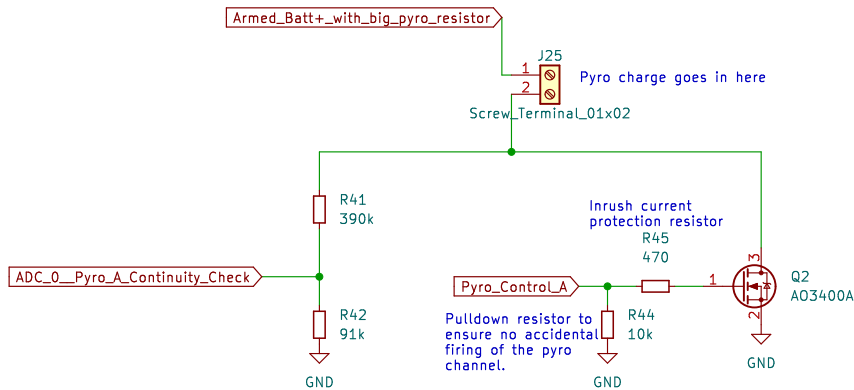 Armed_Batt+_with_big_pyro_resistor
J25
1
2
Pyro charge goes in here
Screw_Terminal_01x02
R41
390k
Inrush current
protection resistor
R45
470
ADC_0__Pyro_A_Continuity_Check
Pyro_Control_A
1
3
2
Q2
AO3400A
R42
91k
Pulldown resistor to
ensure no accidental
firing of the pyro
channel.
R44
10k
GND
GND
GND